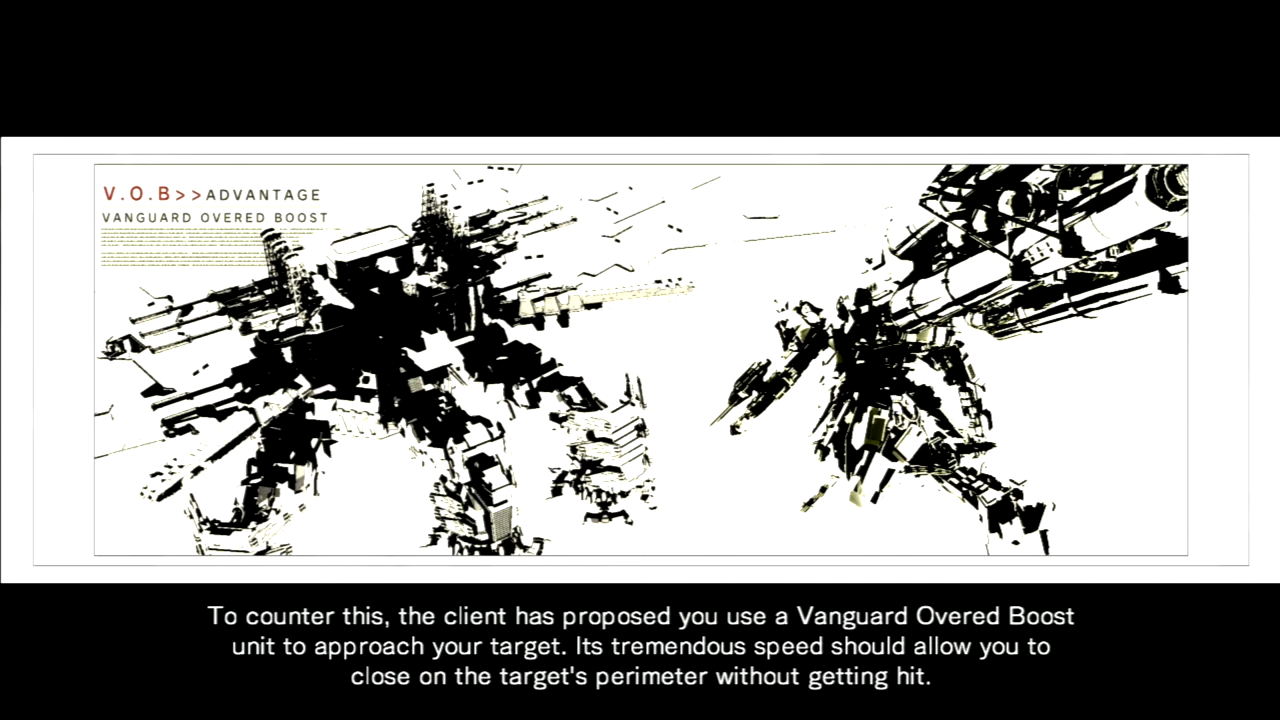 V.O.B>>ADVANTAGE
VANGUARD OVERED BOOST
To counter this, the client has proposed you use a Vanguard Overed Boost
unit to approach your target. Its tremendous speed should allow you to
close on the target's perimeter without getting hit.